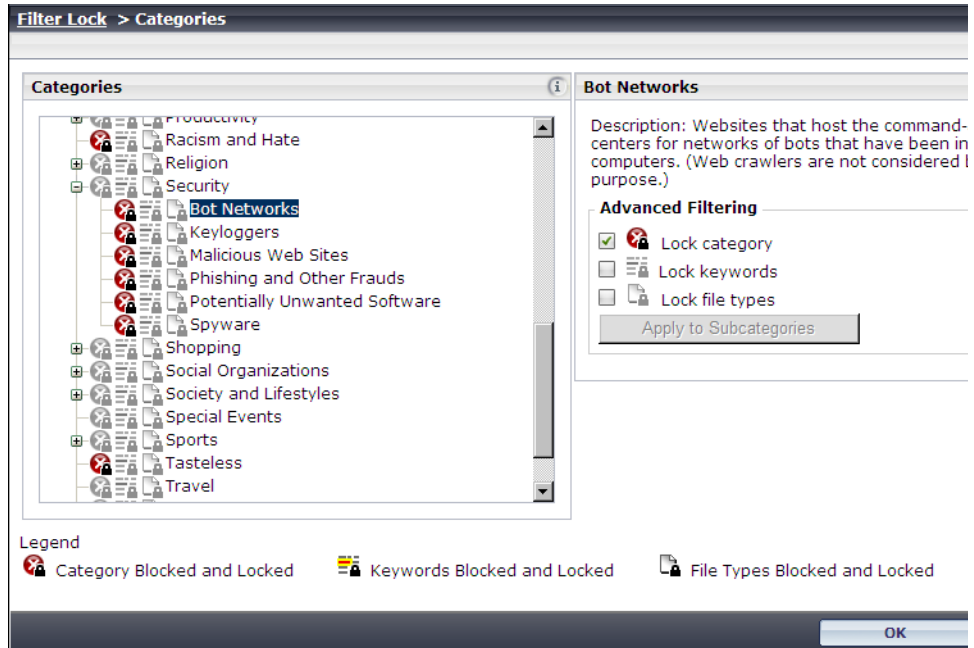 Filter Lock > Categories
Categories
Productivity
Racism and Hate
Religion
Security
Bot Networks
Keyloggers
Malicious Web Sites
Phishing and Other Frauds
Potentially Unwanted Software
Spyware
Shopping
Social Organizations
Society and Lifestyles
Special Events
Sports
Tasteless
Travel
Bot Networks
Description: Websites that host the command-
centers for networks of bots that have been in
computers. (Web crawlers are not considered
purpose.)
Advanced Filtering
Lock category
Lock keywords
Lock file types
Apply to Subcategories
Legend
Category Blocked and Locked
Keywords Blocked and Locked
File Types Blocked and Locked
OK